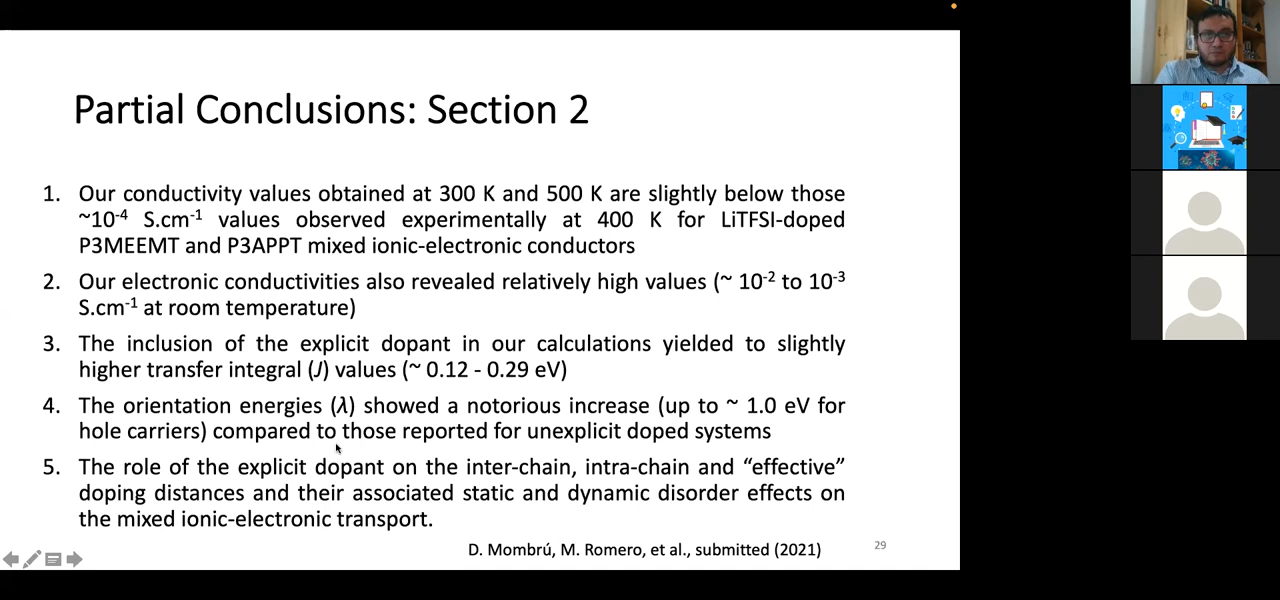 Partial Conclusions: Section 2
1. Our conductivity values obtained at 300 K and 500 K are slightly below those
~10⁻⁴ S.cm⁻¹ values observed experimentally at 400 K for LiTFSI-doped
P3MEEMT and P3APPT mixed ionic-electronic conductors
2. Our electronic conductivities also revealed relatively high values (~ 10⁻² to 10⁻³
S.cm⁻¹ at room temperature)
3. The inclusion of the explicit dopant in our calculations yielded to slightly
higher transfer integral (J) values (~ 0.12 - 0.29 eV)
4. The orientation energies (λ) showed a notorious increase (up to ~ 1.0 eV for
hole carriers) compared to those reported for unexplicit doped systems
5. The role of the explicit dopant on the inter-chain, intra-chain and “effective”
doping distances and their associated static and dynamic disorder effects on
the mixed ionic-electronic transport.
D. Mombrú, M. Romero, et al., submitted (2021)
29